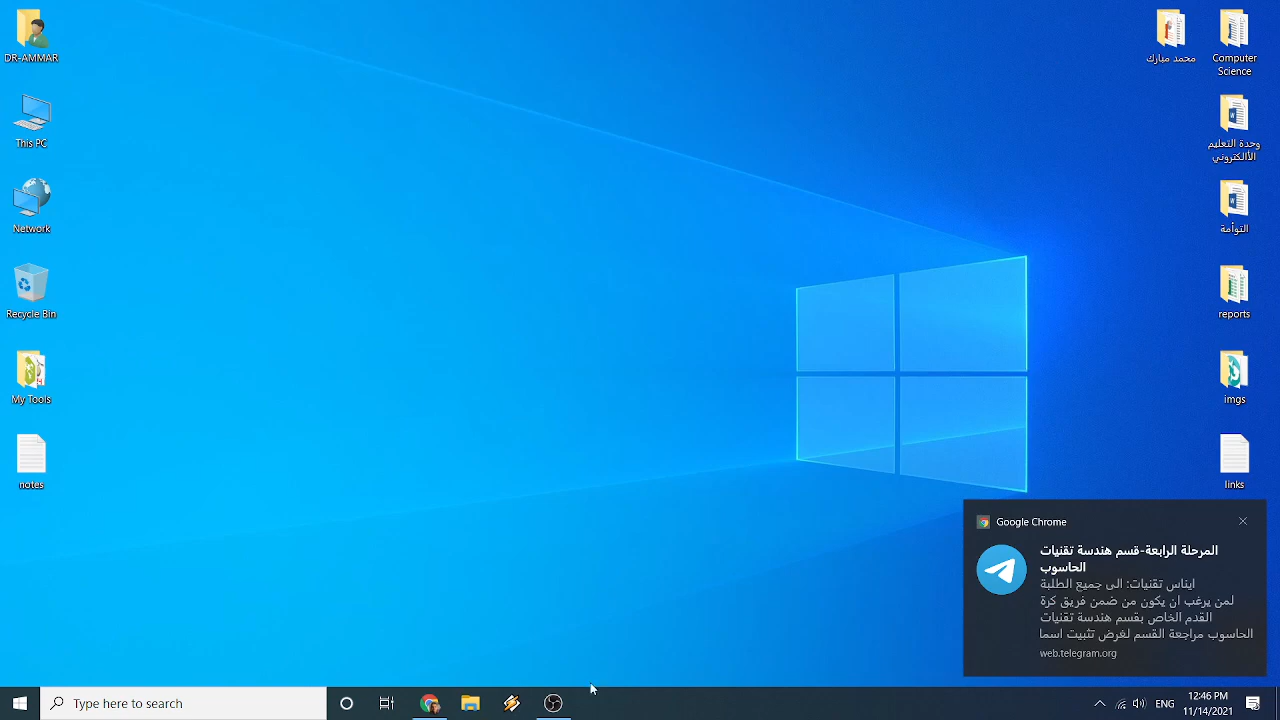 DR-AMMAR
This PC
Network
Recycle Bin
My Tools
notes
محمد مبارك
Computer
Science
وحدة التعليم
الألكتروني
التوأمة
reports
imgs
links
Google Chrome
المرحلة الرابعة-قسم هندسة تقنيات
الحاسوب
ايناس تقنيات: الى جميع الطلبة
لمن يرغب ان يكون من ضمن فريق كرة
القدم الخاص بقسم هندسة تقنيات
الحاسوب مراجعة القسم لغرض تثبيت اسما
web.telegram.org
Type here to search
ENG
12:46 PM
11/14/2021